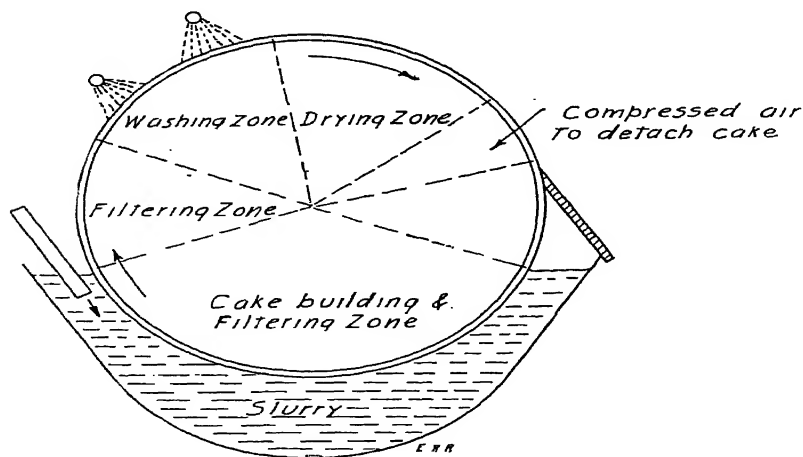 Washing Zone
Drying Zone
Compressed air
To detach cake
Filtering Zone
Cake building &
Filtering Zone
Slurry